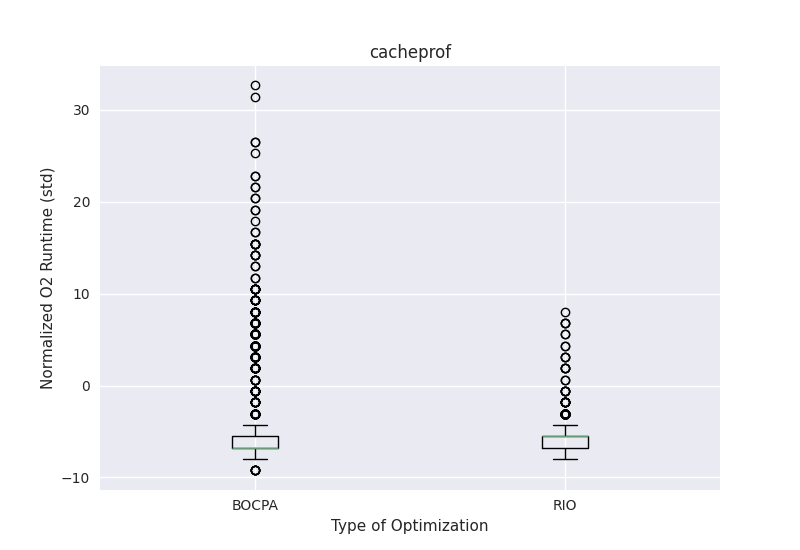 cacheprof
Normalized O2 Runtime (std)
30
20
10
0
−10
BOCPA
RIO
Type of Optimization